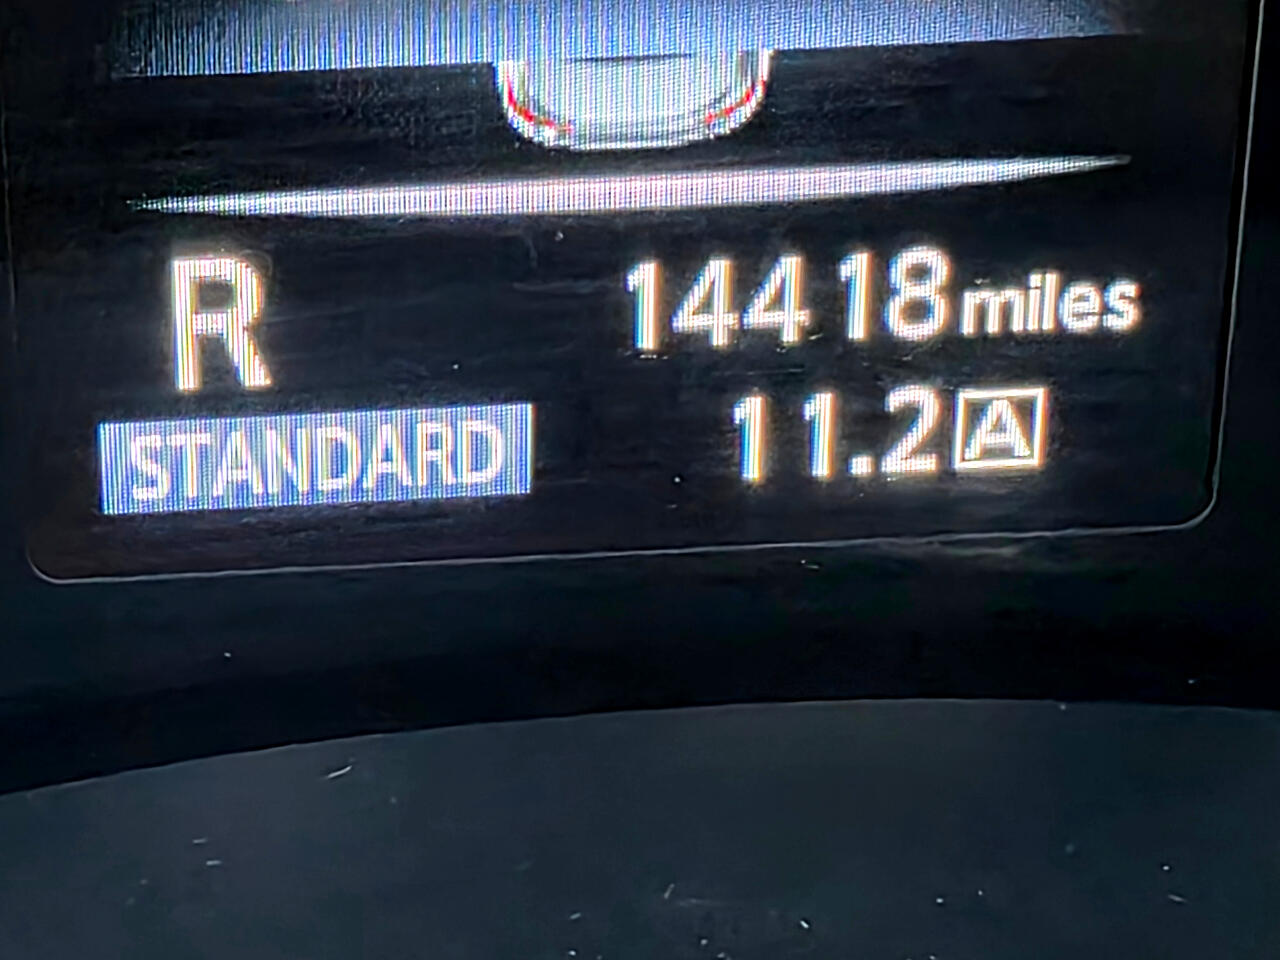 R 14418 miles
STANDARD 11.2 A